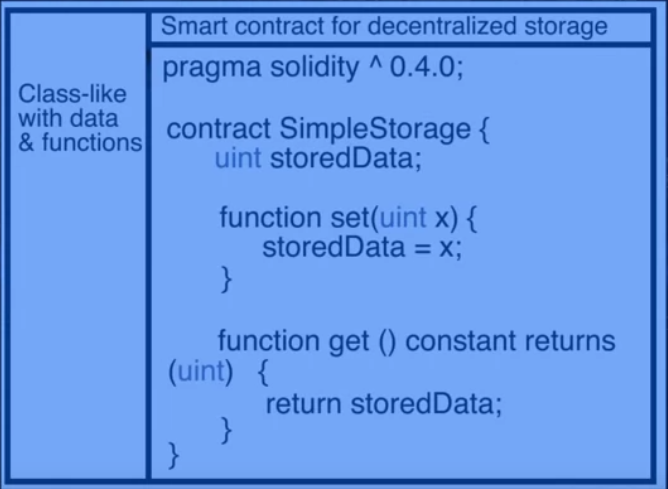 Smart contract for decentralized storage
Class-like
with data
& functions
pragma solidity ^ 0.4.0;
contract SimpleStorage {
uint storedData;
function set(uint x) {
storedData = x;
}
function get () constant returns
(uint) {
return storedData;
}
}